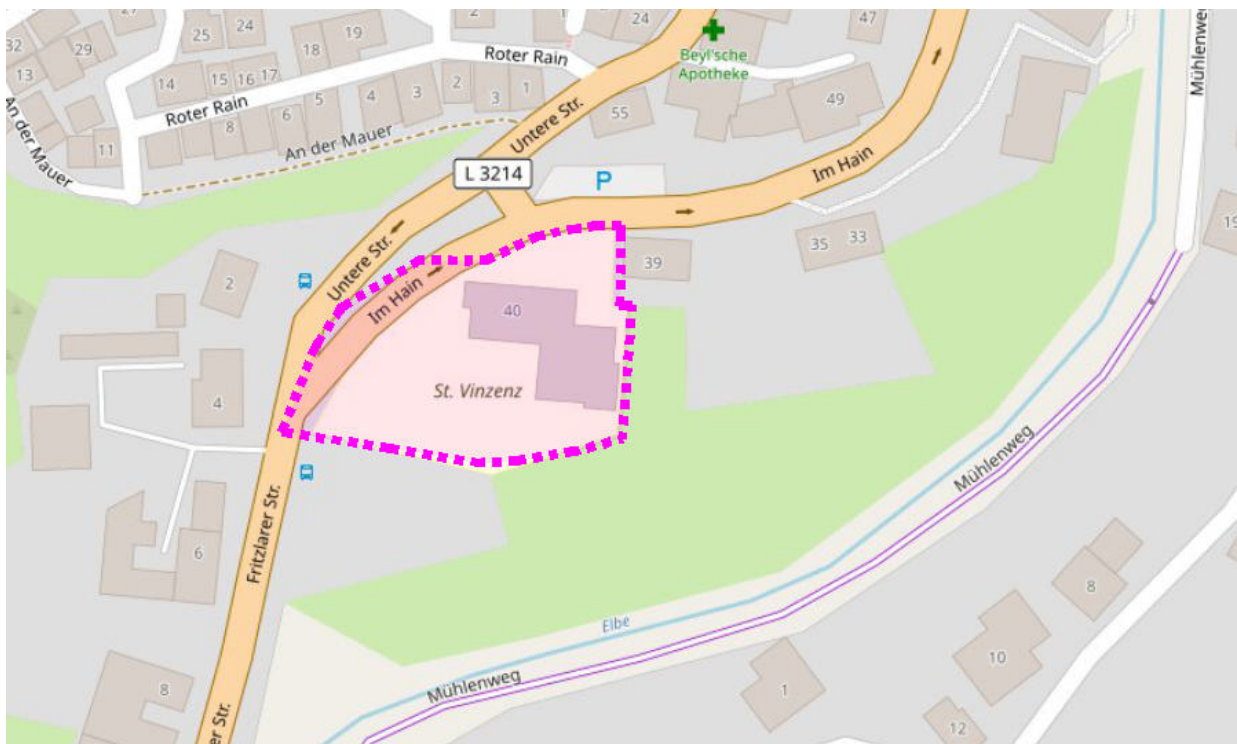 27
25
24
2
24
47
32
29
18
19
Roter Rain
Beyl'sche
Apotheke
Mühlenweg
13
14
15
16
17
5
4
3
2
3
1
55
49
Roter Rain
8
6
An der Mauer
An der Mauer
11
Untere Str.
L 3214
P
Im Hain
35
33
19
39
2
Untere Str.
Im Hain
40
St. Vinzenz
4
Fritzlarer Str.
6
Mühlenweg
8
Elbe
10
Mühlenweg
1
8
12
er Str.